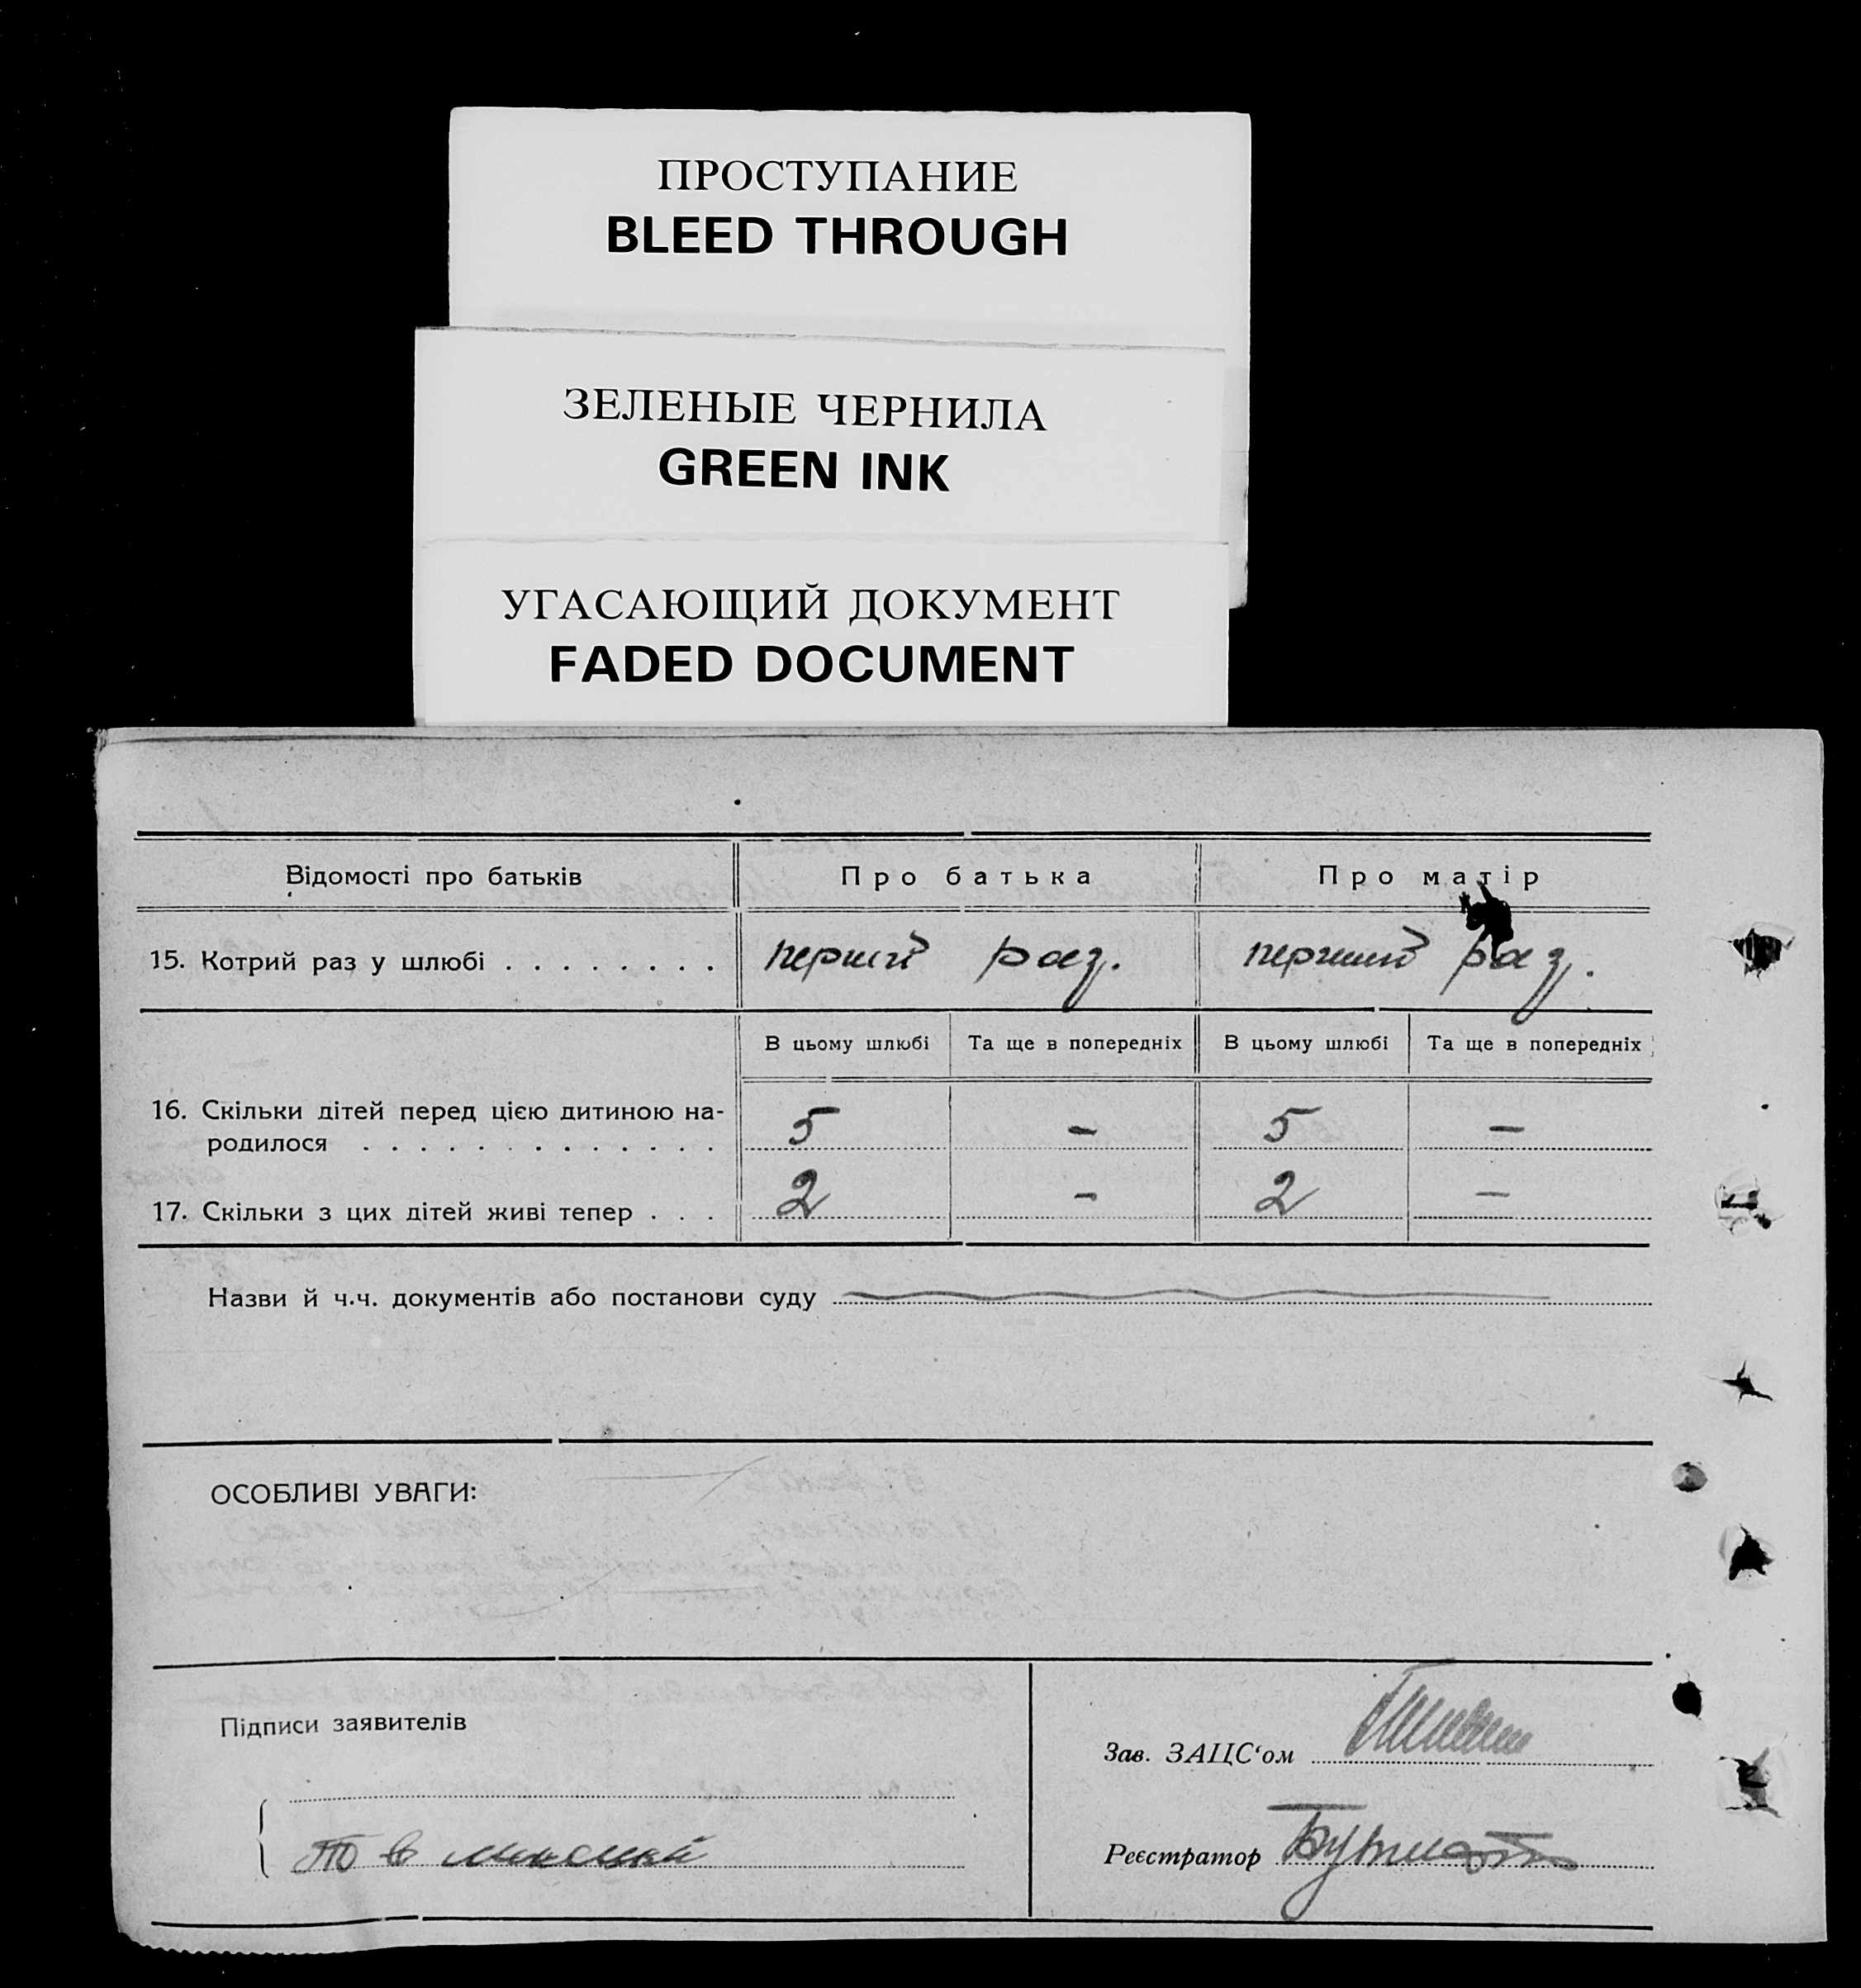 ПРОСТУПАНИЕ
BLEED THROUGH
ЗЕЛЕНЫЕ ЧЕРНИЛА
GREEN INK
УГАСАЮЩИЙ ДОКУМЕНТ
FADED DOCUMENT
Відомості про батьків Про батька Про матір
15. Котрий раз у шлюбі . . . . . . . . перший раз. перший раз.
В цьому шлюбі Та ще в попередніх В цьому шлюбі Та ще в попередніх
16. Скільки дітей перед цією дитиною на-
родилося . . . . . . . . . . . . . 5 – 5 –
17. Скільки з цих дітей живі тепер . . . 2 – 2 –
Назви й ч.ч. документів або постанови суду
ОСОБЛИВІ УВАГИ:
Підписи заявителів
Зав. ЗАЦС‘ом
Реєстратор